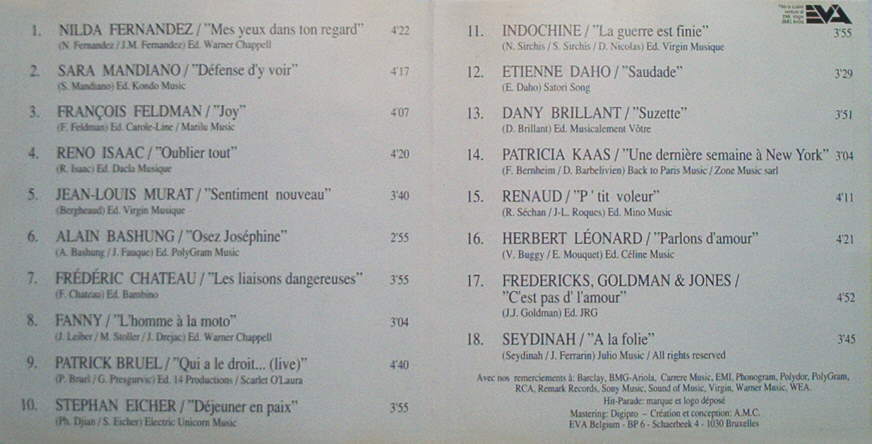 1. NILDA FERNANDEZ / ”Mes yeux dans ton regard” 4'22
(N. Fernandez / J.M. Fernandez) Ed. Warner Chappell
2. SARA MANDIANO / ”Défense d'y voir” 4'17
(S. Mandiano) Ed. Kondo Music
3. FRANÇOIS FELDMAN / ”Joy” 4'07
(F. Feldman) Ed. Carole-Line / Marilu Music
4. RENO ISAAC / ”Oublier tout” 4'20
(R. Isaac) Ed. Dacla Musique
5. JEAN-LOUIS MURAT / ”Sentiment nouveau” 3'40
(Bergheaud) Ed. Virgin Musique
6. ALAIN BASHUNG / ”Osez Joséphine” 2'55
(A. Bashung / J. Fauque) Ed. PolyGram Music
7. FRÉDÉRIC CHATEAU / ”Les liaisons dangereuses” 3'55
(F. Chateau) Ed. Bambino
8. FANNY / ”L'homme à la moto” 3'04
(J. Leiber / M. Stoller / J. Drejac) Ed. Warner Chappell
9. PATRICK BRUEL / ”Qui a le droit... (live)” 4'40
(P. Bruel / G. Presgurvic) Ed. 14 Productions / Scarlet O'Laura
10. STEPHAN EICHER / ”Déjeuner en paix” 3'55
(Ph. Djian / S. Eicher) Electric Unicorn Music
EVA
11. INDOCHINE / ”La guerre est finie” 3'55
(N. Sirchis / S. Sirchis / D. Nicolas) Ed. Virgin Musique
12. ETIENNE DAHO / ”Saudade” 3'29
(E. Daho) Satori Song
13. DANY BRILLANT / ”Suzette” 3'51
(D. Brillant) Ed. Musicalement Vôtre
14. PATRICIA KAAS / ”Une dernière semaine à New York” 3'04
(F. Bernheim / D. Barbelivien) Back to Paris Music / Zone Music sarl
15. RENAUD / ”P ' tit voleur” 4'11
(R. Séchan / J-L. Roques) Ed. Mino Music
16. HERBERT LÉONARD / ”Parlons d'amour” 4'21
(V. Buggy / E. Mouquet) Ed. Céline Music
17. FREDERICKS, GOLDMAN & JONES /
”C'est pas d' l'amour” 4'52
(J.J. Goldman) Ed. JRG
18. SEYDINAH / ”A la folie” 3'45
(Seydinah / J. Ferrarin) Julio Music / All rights reserved
Avec nos remerciements à: Barclay, BMG-Ariola, Carrere Music, EMI, Phonogram, Polydor, PolyGram,
RCA, Remark Records, Sony Music, Sound of Music, Virgin, Warner Music, WEA.
Hit-Parade: marque et logo déposé
Mastering: Digipro – Création et conception: A.M.C.
EVA Belgium - BP 6 - Schaerbeek 4 - 1030 Bruxelles